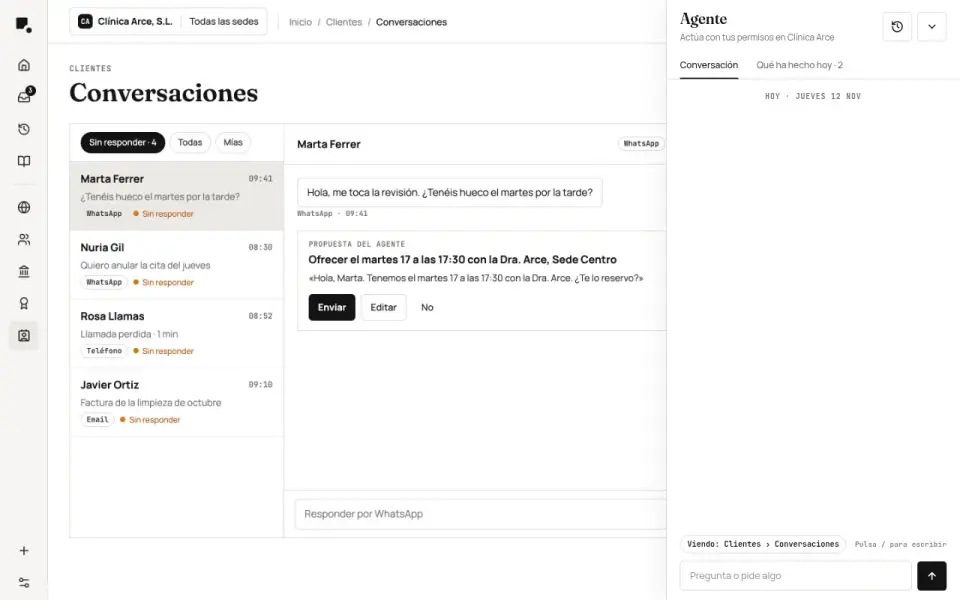 CA Clínica Arce, S.L. Todas las sedes
Inicio / Clientes / Conversaciones
3
CLIENTES
Conversaciones
Sin responder · 4 Todas Mías
Marta Ferrer 09:41
¿Tenéis hueco el martes por la tarde?
WhatsApp Sin responder
Nuria Gil 08:30
Quiero anular la cita del jueves
WhatsApp Sin responder
Rosa Llamas 08:52
Llamada perdida · 1 min
Teléfono Sin responder
Javier Ortiz 09:10
Factura de la limpieza de octubre
Email Sin responder
Marta Ferrer WhatsApp
Hola, me toca la revisión. ¿Tenéis hueco el martes por la tarde?
WhatsApp · 09:41
PROPUESTA DEL AGENTE
Ofrecer el martes 17 a las 17:30 con la Dra. Arce, Sede Centro
«Hola, Marta. Tenemos el martes 17 a las 17:30 con la Dra. Arce. ¿Te lo reservo?»
Enviar Editar No
Responder por WhatsApp
Agente
Actúa con tus permisos en Clínica Arce
Conversación Qué ha hecho hoy · 2
HOY · JUEVES 12 NOV
Viendo: Clientes › Conversaciones Pulsa / para escribir
Pregunta o pide algo